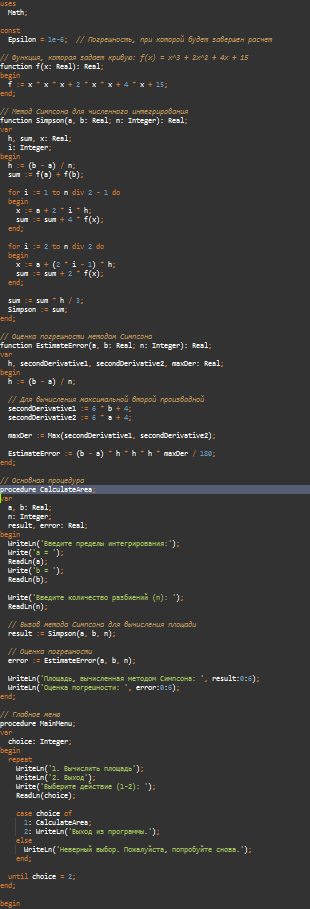 uses
Math;
const
Epsilon = 1e-6; // Погрешность, при которой будет завершен расчет
// Функция, которая задает кривую: f(x) = x^3 + 2x^2 + 4x + 15
function f(x: Real): Real;
begin
f := x * x * x + 2 * x * x + 4 * x + 15;
end;
// Метод Симпсона для численного интегрирования
function Simpson(a, b: Real; n: Integer): Real;
var
h, sum, x: Real;
i: Integer;
begin
h := (b - a) / n;
sum := f(a) + f(b);
for i := 1 to n div 2 - 1 do
begin
x := a + 2 * i * h;
sum := sum + 4 * f(x);
end;
for i := 2 to n div 2 do
begin
x := a + (2 * i - 1) * h;
sum := sum + 2 * f(x);
end;
sum := sum * h / 3;
Simpson := sum;
end;
// Оценка погрешности методом Симпсона
function EstimateError(a, b: Real; n: Integer): Real;
var
h, secondDerivative1, secondDerivative2, maxDer: Real;
begin
h := (b - a) / n;
// Для вычисления максимальной второй производной
secondDerivative1 := 6 * b + 4;
secondDerivative2 := 6 * a + 4;
maxDer := Max(secondDerivative1, secondDerivative2);
EstimateError := (b - a) * h * h * h * maxDer / 180;
end;
// Основная процедура
procedure CalculateArea;
var
a, b: Real;
n: Integer;
result, error: Real;
begin
WriteLn('Введите пределы интегрирования:');
Write('a = ');
ReadLn(a);
Write('b = ');
ReadLn(b);
Write('Введите количество разбиений (n): ');
ReadLn(n);
// Вызов метода Симпсона для вычисления площади
result := Simpson(a, b, n);
// Оценка погрешности
error := EstimateError(a, b, n);
WriteLn('Площадь, вычисленная методом Симпсона: ', result:0:6);
WriteLn('Оценка погрешности: ', error:0:6);
end;
// Главное меню
procedure MainMenu;
var
choice: Integer;
begin
repeat
WriteLn('1. Вычислить площадь');
WriteLn('2. Выход');
Write('Выберите действие (1-2): ');
ReadLn(choice);
case choice of
1: CalculateArea;
2: WriteLn('Выход из программы.');
else
WriteLn('Неверный выбор. Пожалуйста, попробуйте снова.');
end;
until choice = 2;
end;
begin